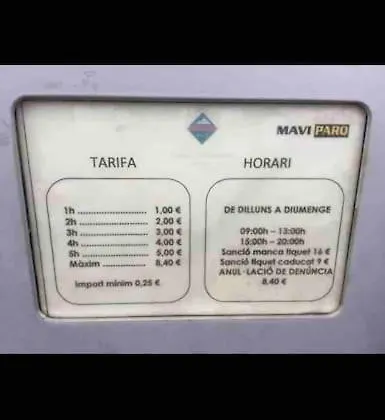 MAVI PARQ
TARIFA
1h ........................ 1,00 €
2h ........................ 2,00 €
3h ........................ 3,00 €
4h ........................ 4,00 €
5h ........................ 5,00 €
Màxim ................ 8,40 €
Import mínim 0,25 €
HORARI
DE DILLUNS A DIUMENGE
09:00h – 13:00h
15:00h – 20:00h
Sanció manca tiquet 16 €
Sanció tiquet caducat 9 €
ANUL·LACIÓ DE DENÚNCIA
8,40 €